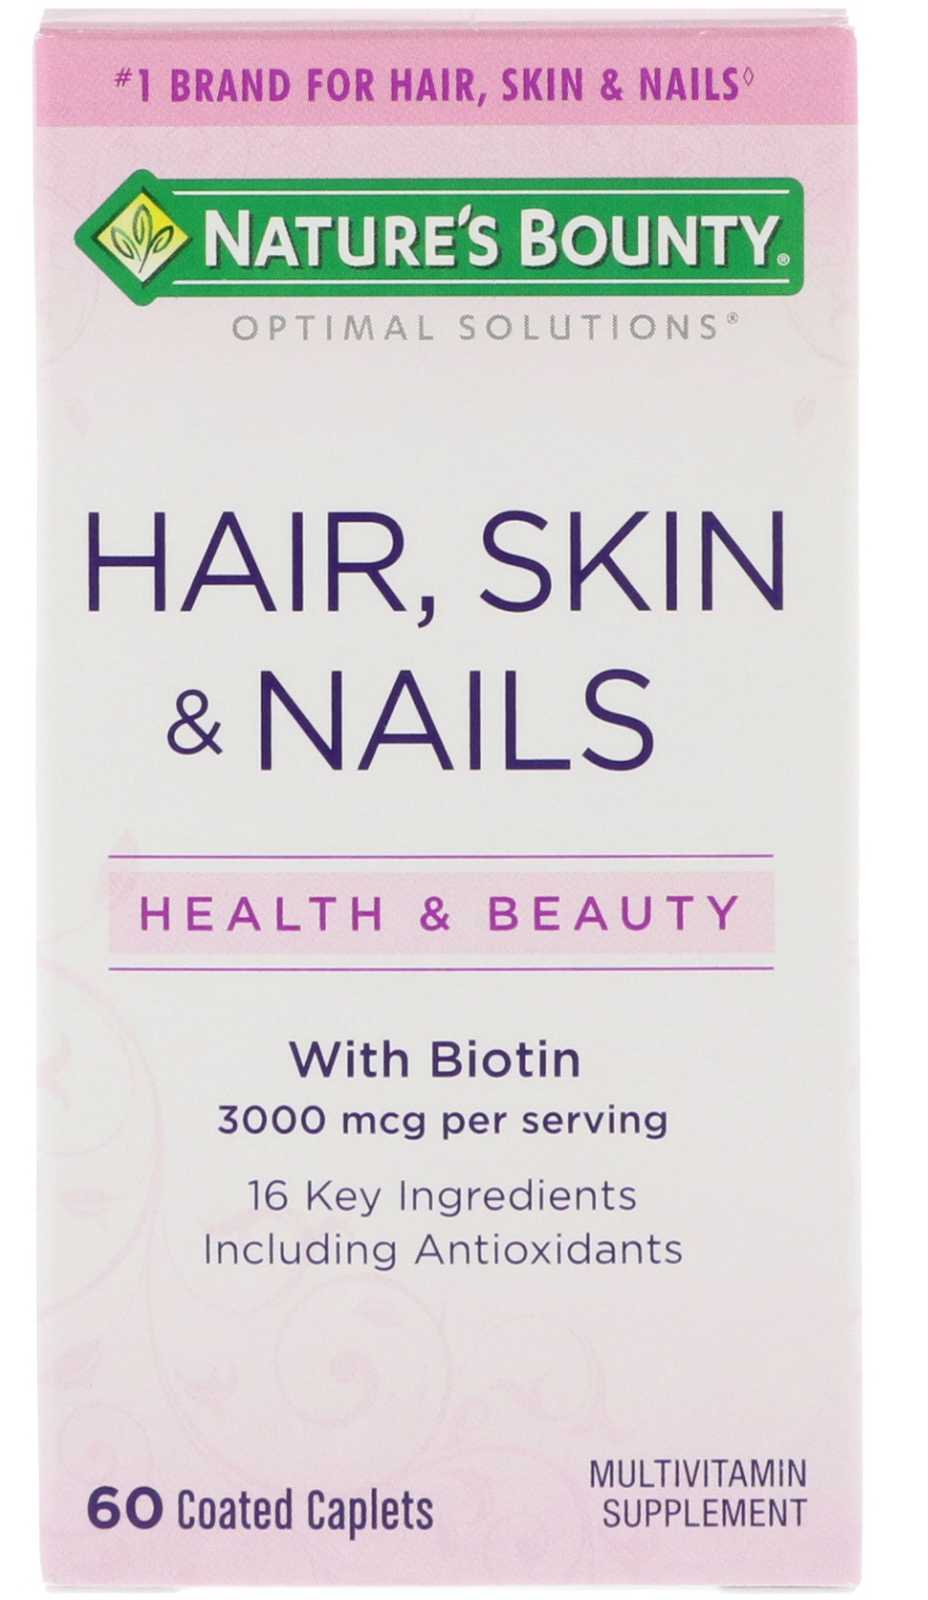 #1 BRAND FOR HAIR, SKIN & NAILS◊
NATURE'S BOUNTY®
OPTIMAL SOLUTIONS®
HAIR, SKIN
& NAILS
HEALTH & BEAUTY
With Biotin
3000 mcg per serving
16 Key Ingredients
Including Antioxidants
60 Coated Caplets
MULTIVITAMIN
SUPPLEMENT